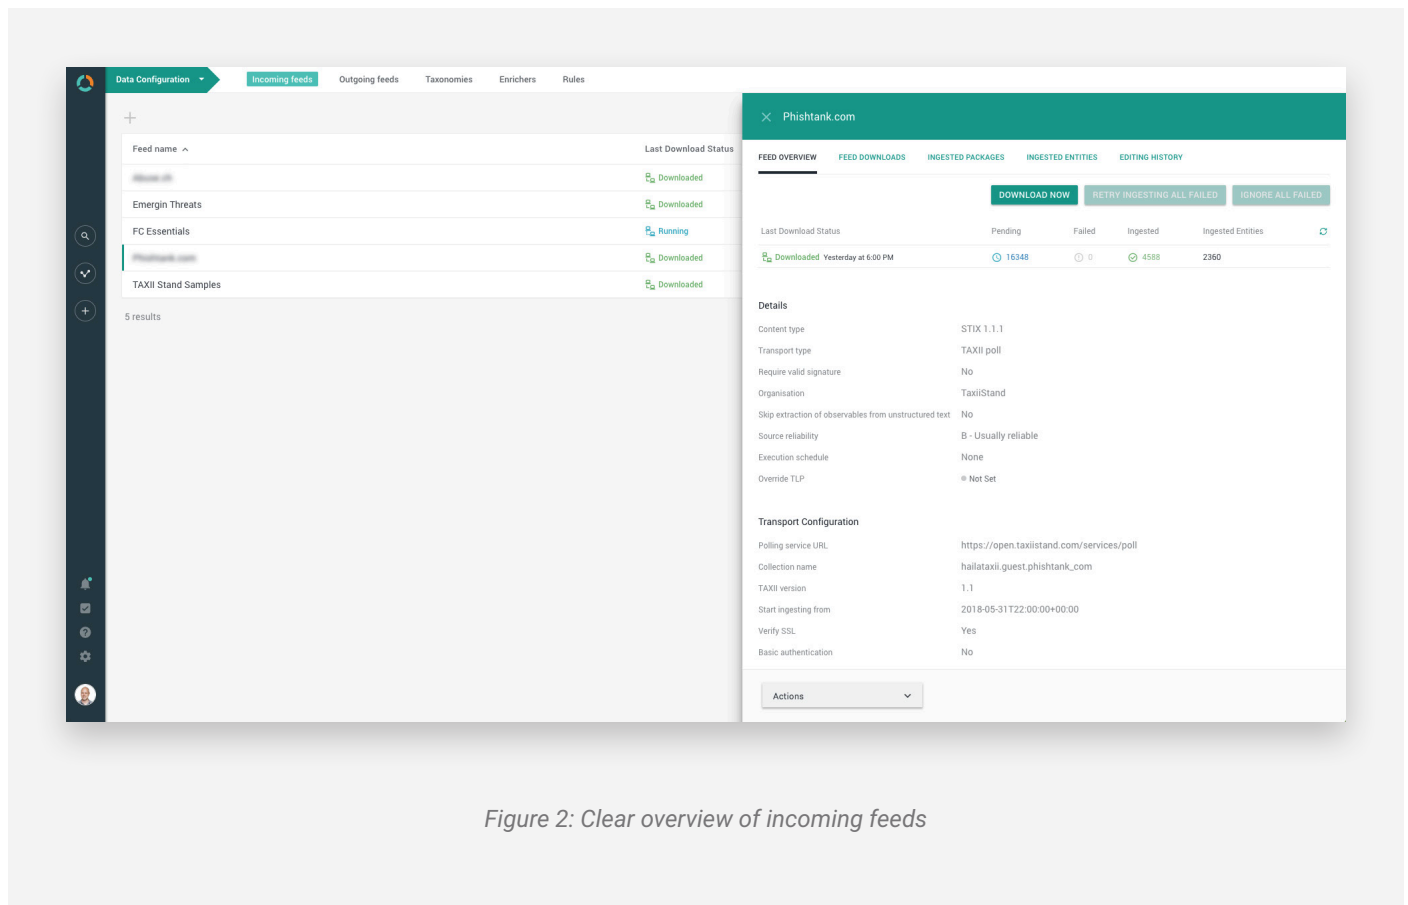 Data Configuration
Incoming feeds
Outgoing feeds
Taxonomies
Enrichers
Rules
Feed name
Last Download Status
Abuse.ch
Downloaded
Emergin Threats
Downloaded
FC Essentials
Running
Phishtank.com
Downloaded
TAXII Stand Samples
Downloaded
5 results
Phishtank.com
FEED OVERVIEW
FEED DOWNLOADS
INGESTED PACKAGES
INGESTED ENTITIES
EDITING HISTORY
DOWNLOAD NOW
RETRY INGESTING ALL FAILED
IGNORE ALL FAILED
Last Download Status Pending Failed Ingested Ingested Entities
Downloaded Yesterday at 6:00 PM 16348 0 4588 2360
Details
Content type STIX 1.1.1
Transport type TAXII poll
Require valid signature No
Organisation TaxiiStand
Skip extraction of observables from unstructured text No
Source reliability B - Usually reliable
Execution schedule None
Override TLP Not Set
Transport Configuration
Polling service URL https://open.taxiistand.com/services/poll
Collection name hailataxii.guest.phishtank_com
TAXII version 1.1
Start ingesting from 2018-05-31T22:00:00+00:00
Verify SSL Yes
Basic authentication No
Actions
Figure 2: Clear overview of incoming feeds